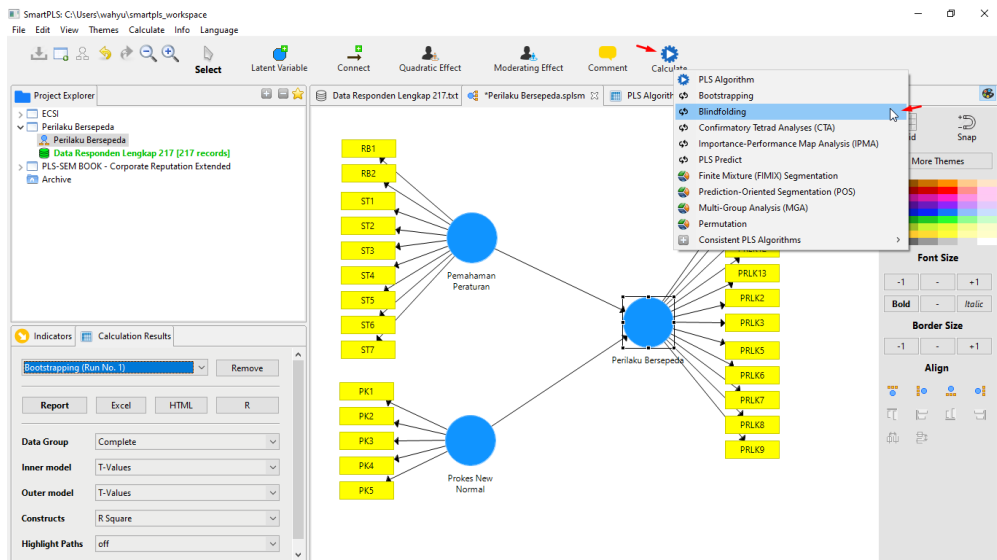 SmartPLS: C:\Users\wahyu\smartpls_workspace
File Edit View Themes Calculate Info Language
Select
Latent Variable
Connect
Quadratic Effect
Moderating Effect
Comment
Calculate
PLS Algorithm
Bootstrapping
Blindfolding
Confirmatory Tetrad Analyses (CTA)
Importance-Performance Map Analysis (IPMA)
PLS Predict
Finite Mixture (FIMIX) Segmentation
Prediction-Oriented Segmentation (POS)
Multi-Group Analysis (MGA)
Permutation
Consistent PLS Algorithms
Project Explorer
ECSI
Perilaku Bersepeda
Perilaku Bersepeda
Data Responden Lengkap 217 [217 records]
PLS-SEM BOOK - Corporate Reputation Extended
Archive
Data Responden Lengkap 217.txt
*Perilaku Bersepeda.splsm
PLS Algorith
RB1
RB2
ST1
ST2
ST3
ST4
ST5
ST6
ST7
Pemahaman
Peraturan
PK1
PK2
PK3
PK4
PK5
Prokes New
Normal
Perilaku Bersepeda
PRLK13
PRLK2
PRLK3
PRLK5
PRLK6
PRLK7
PRLK8
PRLK9
Snap
More Themes
Font Size
-1 - +1
Bold - Italic
Border Size
-1 - +1
Align
Indicators
Calculation Results
Bootstrapping (Run No. 1)
Remove
Report Excel HTML R
Data Group Complete
Inner model T-Values
Outer model T-Values
Constructs R Square
Highlight Paths off